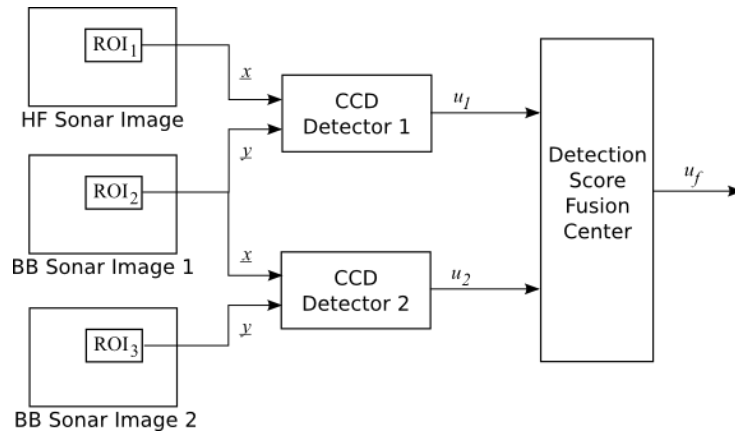 ROI1
HF Sonar Image
x
y
CCD
Detector 1
u1
ROI2
BB Sonar Image 1
x
y
CCD
Detector 2
u2
ROI3
BB Sonar Image 2
Detection
Score
Fusion
Center
uf